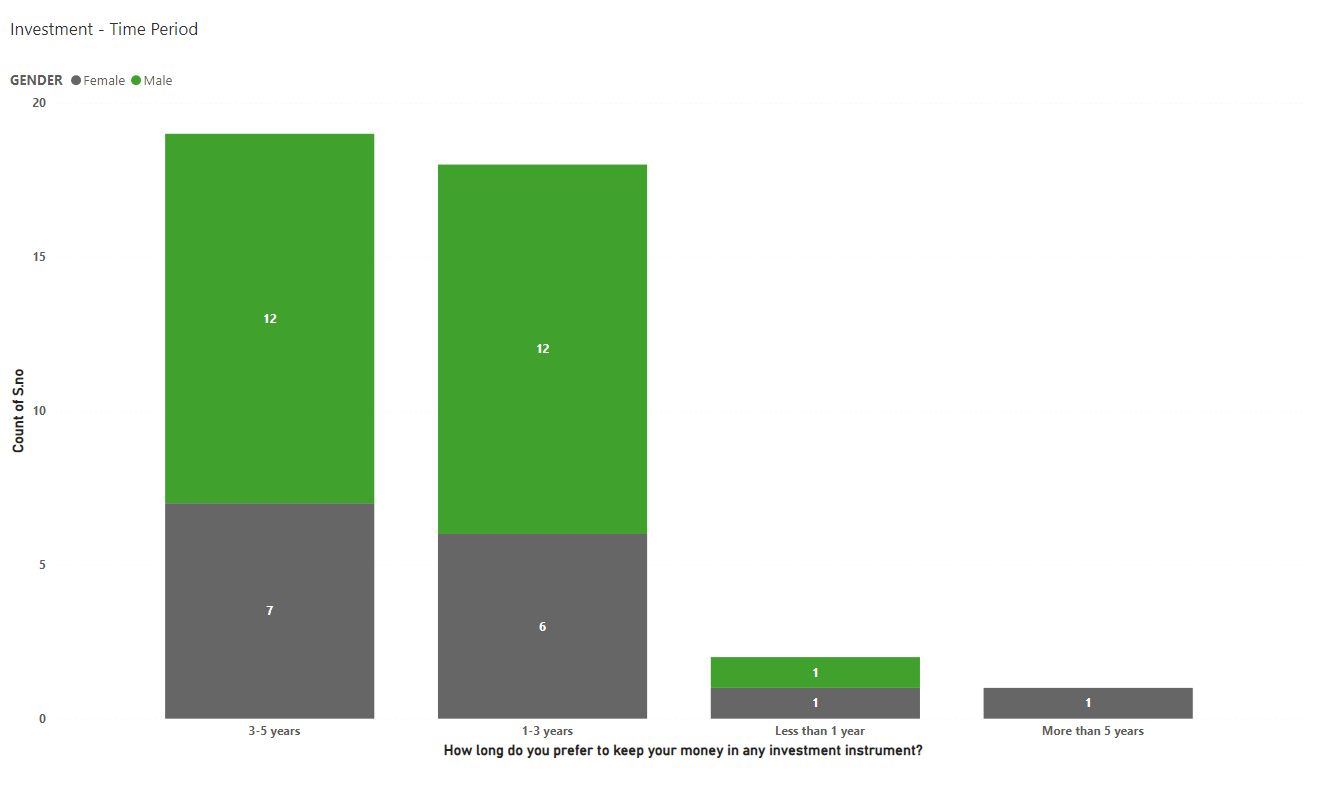 Investment - Time Period
GENDER Female Male
20
15
10
5
0
Count of S.no
12
7
12
6
1
1
1
3-5 years 1-3 years Less than 1 year More than 5 years
How long do you prefer to keep your money in any investment instrument?